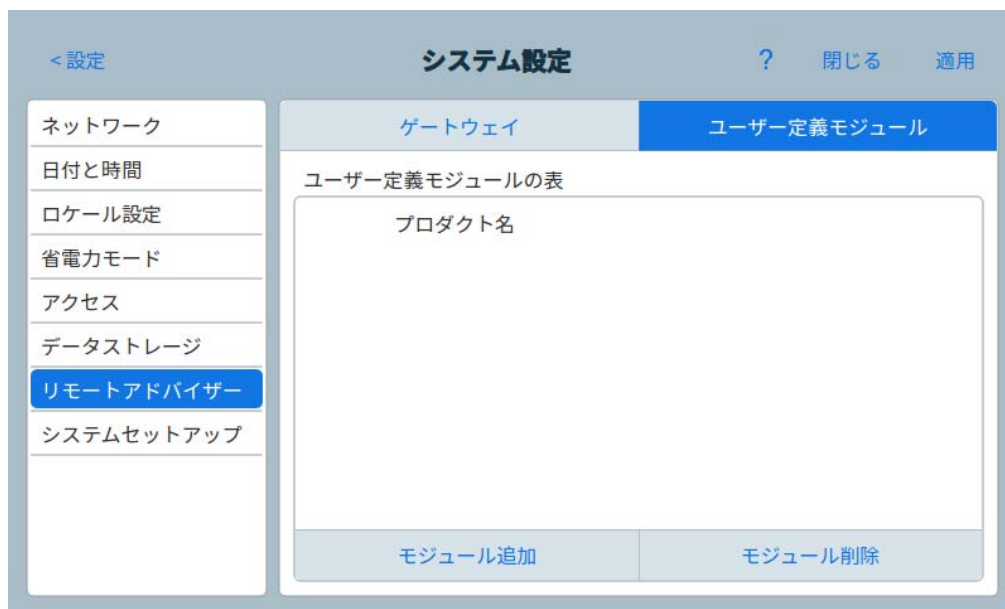 <設定
システム設定
?
閉じる
適用
ネットワーク
日付と時間
ロケール設定
省電力モード
アクセス
データストレージ
リモートアドバイザー
システムセットアップ
ゲートウェイ
ユーザー定義モジュール
ユーザー定義モジュールの表
プロダクト名
モジュール追加
モジュール削除